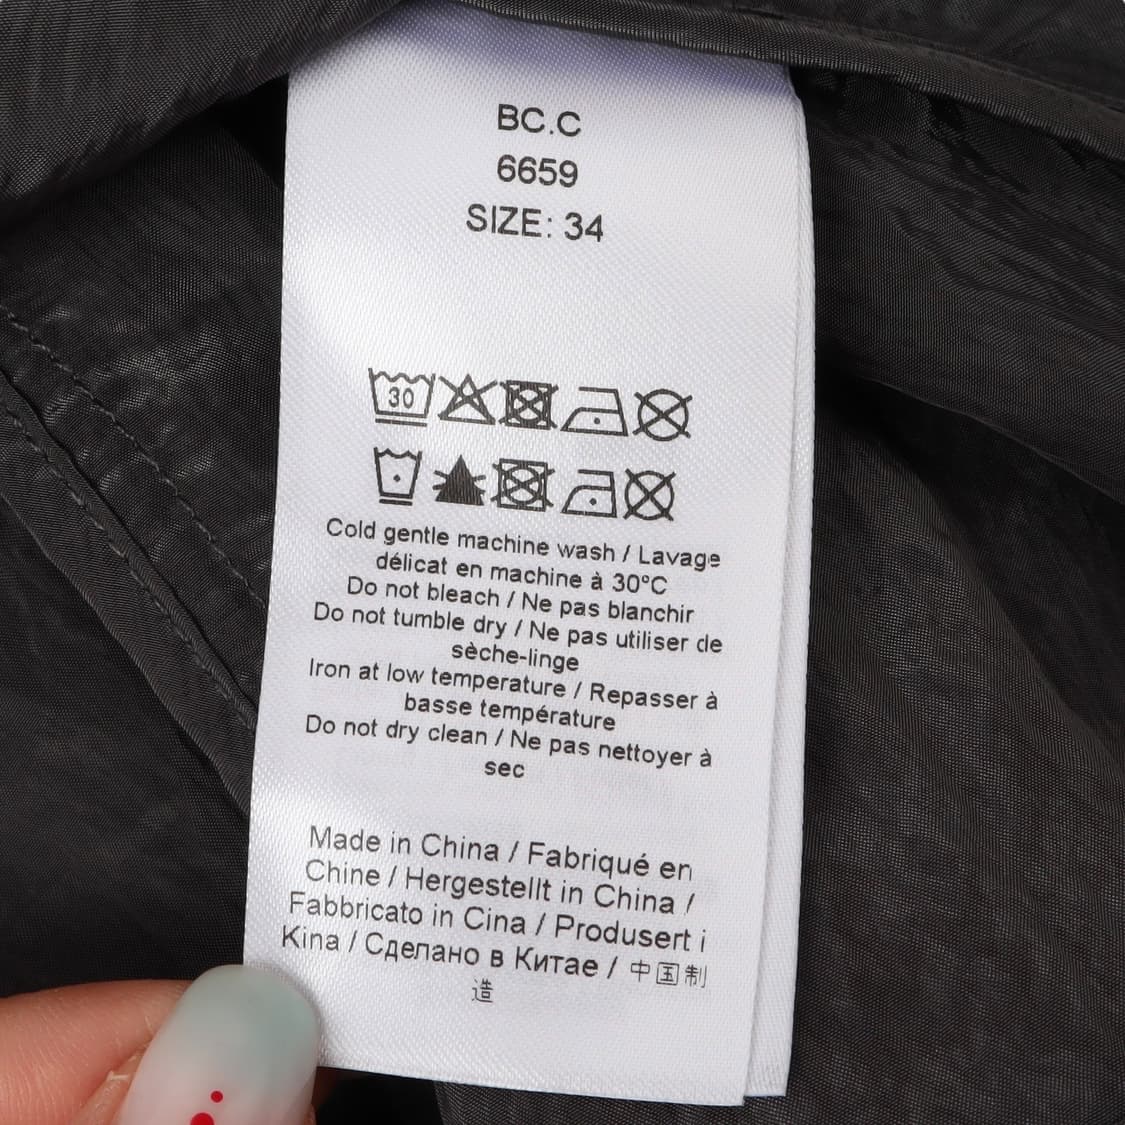 BC.C
6659
SIZE: 34
30
Cold gentle machine wash / Lavage
délicat en machine à 30°C
Do not bleach / Ne pas blanchir
Do not tumble dry / Ne pas utiliser de
sèche-linge
Iron at low temperature / Repasser à
basse température
Do not dry clean / Ne pas nettoyer à
sec
Made in China / Fabriqué en
Chine / Hergestellt in China /
Fabbricato in Cina / Produsert i
Kina / Сделано в Китае / 中国制
造